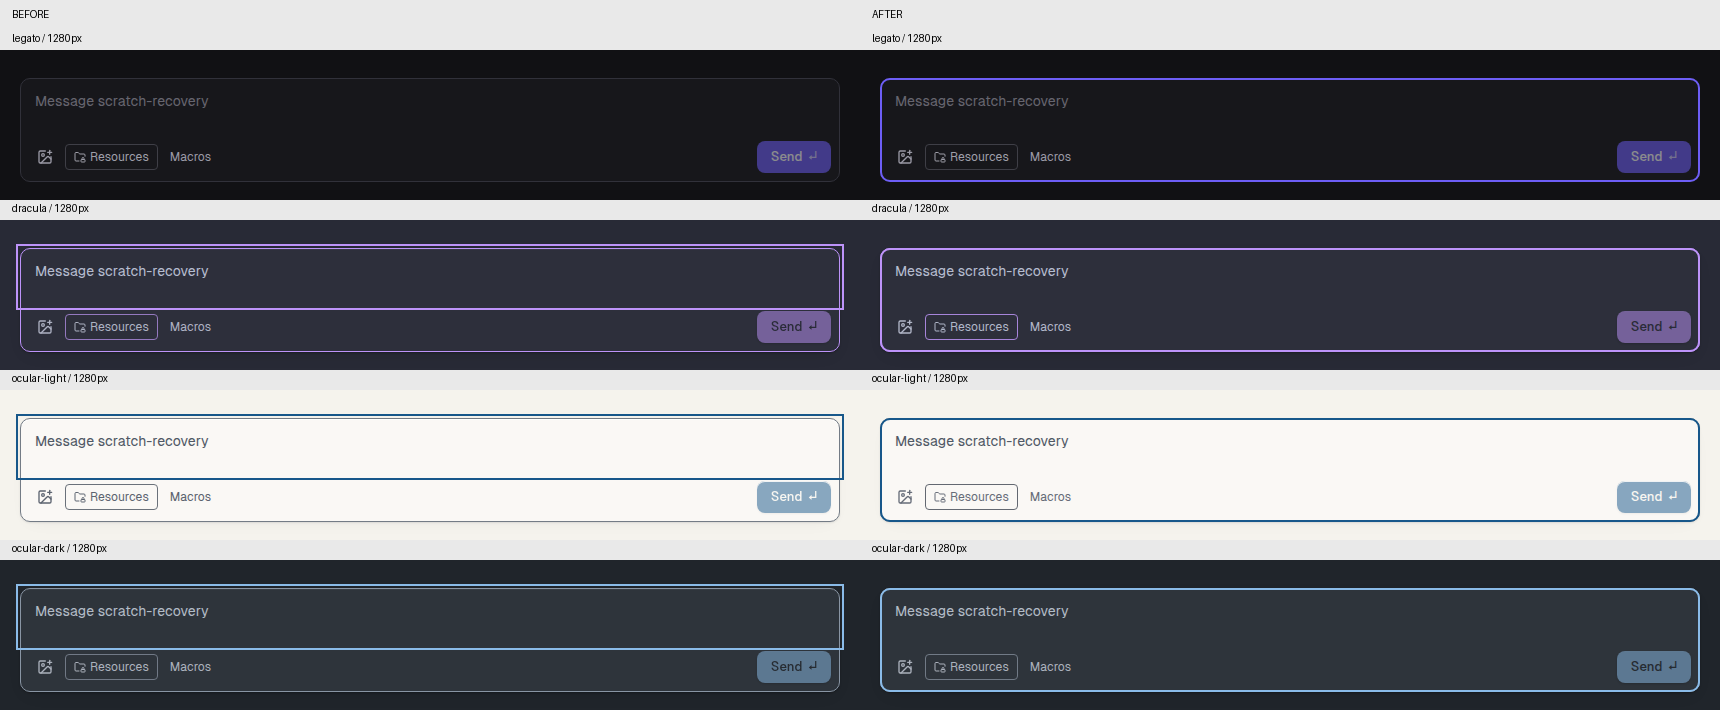 BEFORE
AFTER
legato / 1280px
legato / 1280px
Message scratch-recovery
Message scratch-recovery
Resources Macros Send ↵
Resources Macros Send ↵
dracula / 1280px
dracula / 1280px
Message scratch-recovery
Message scratch-recovery
Resources Macros Send ↵
Resources Macros Send ↵
ocular-light / 1280px
ocular-light / 1280px
Message scratch-recovery
Message scratch-recovery
Resources Macros Send ↵
Resources Macros Send ↵
ocular-dark / 1280px
ocular-dark / 1280px
Message scratch-recovery
Message scratch-recovery
Resources Macros Send ↵
Resources Macros Send ↵